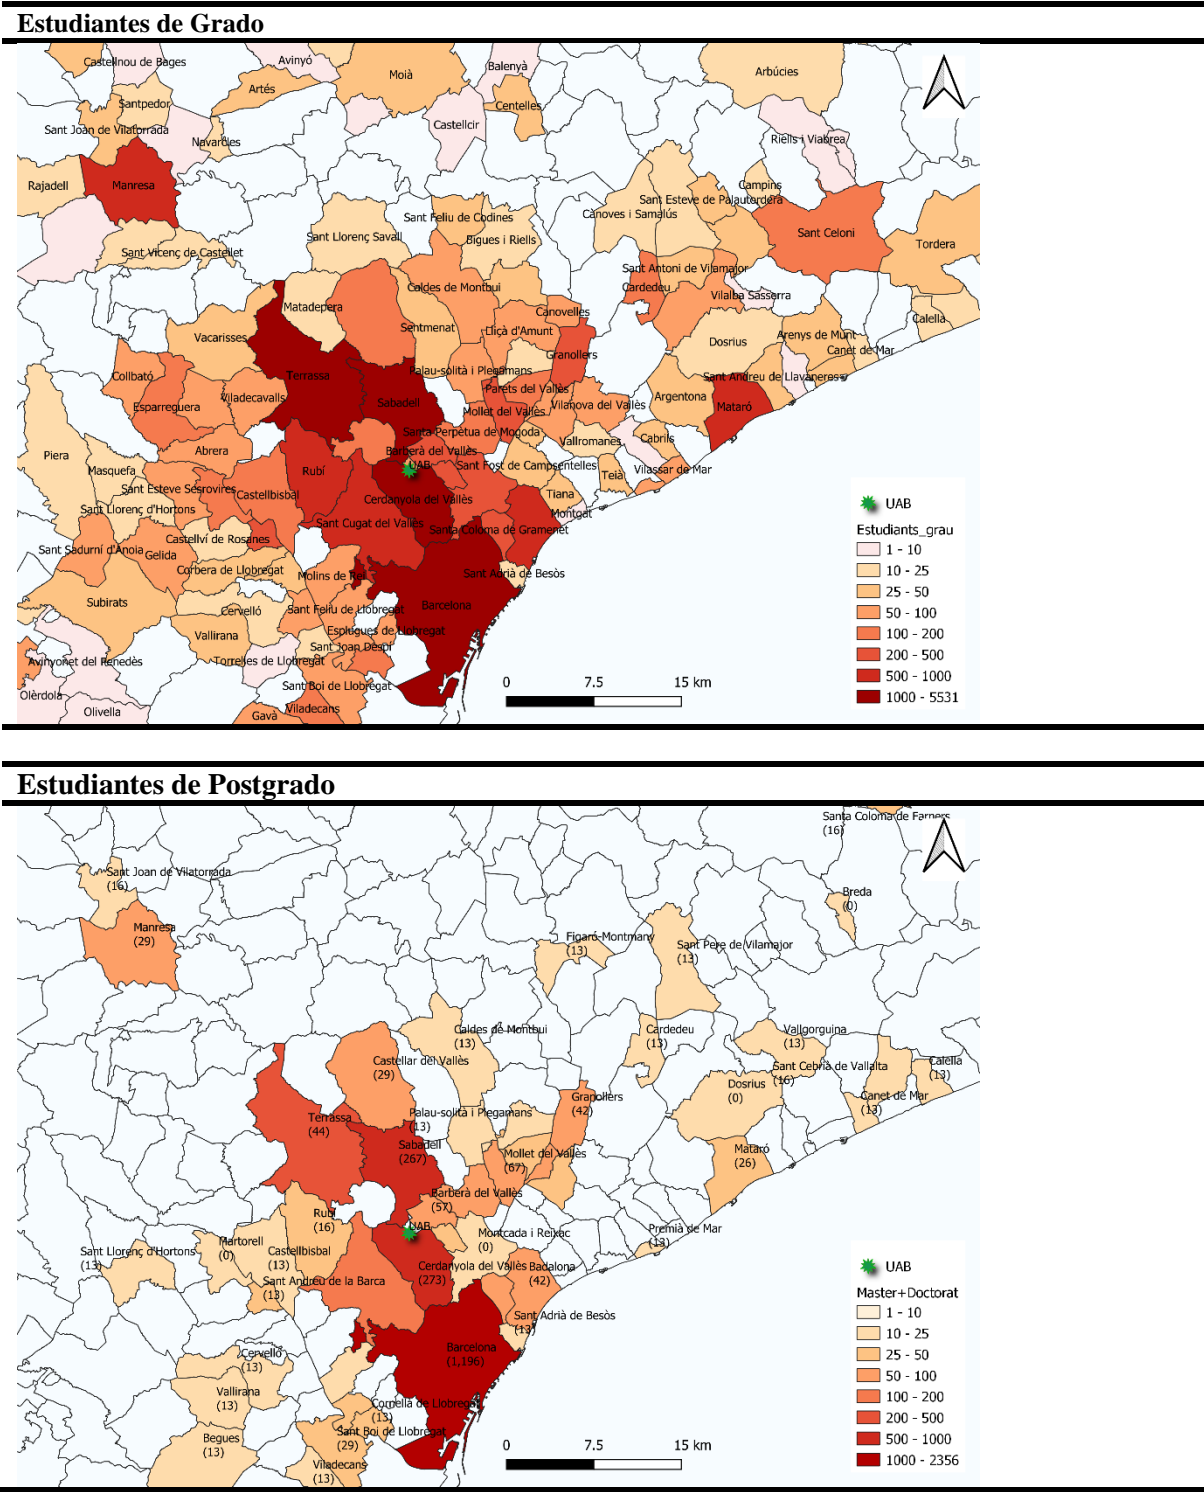 Estudiantes de Grado
Castellnou de Bages
Avinyó
Moià
Balenyà
Arbúcies
Artés
Santpedor
Centelles
Sant Joan de Vilatorrada
Navarcles
Castellcir
Riells i Viabrea
Rajadell
Manresa
Campins
Sant Esteve de Palautordera
Cànoves i Samalús
Sant Feliu de Codines
Sant Llorenç Savall
Bigues i Riells
Sant Celoni
Tordera
Sant Vicenç de Castellet
Sant Antoni de Vilamajor
Cardedeu
Caldes de Montbui
Vilalba Sasserra
Matadepera
Canovelles
Calella
Sentmenat
Lliçà d'Amunt
Vacarisses
Dosrius
Arenys de Munt
Canet de Mar
Granollers
Collbató
Terrassa
Palau-solità i Plegamans
Sant Andreu de Llavaneres
Parets del Vallès
Esparreguera
Viladecavalls
Sabadell
Mollet del Vallès
Vilanova del Vallès
Argentona
Mataró
Santa Perpètua de Mogoda
Abrera
Barberà del Vallès
Vallromanes
Cabrils
Piera
Masquefa
Rubí
UAB
Sant Fost de Campsentelles
Teià
Vilassar de Mar
Sant Esteve Sesrovires
Castellbisbal
Cerdanyola del Vallès
Tiana
Sant Llorenç d'Hortons
Montgat
Sant Cugat del Vallès
Santa Coloma de Gramenet
Castellví de Rosanes
Sant Sadurní d'Anoia
Gelida
Corbera de Llobregat
Molins de Rei
Sant Adrià de Besòs
Subirats
Cervelló
Sant Feliu de Llobregat
Barcelona
Vallirana
Esplugues de Llobregat
Sant Joan Despí
Avinyonet del Penedès
Torrelles de Llobregat
Sant Boi de Llobregat
Olèrdola
Olivella
Gavà
Viladecans
0 7.5 15 km
UAB
Estudiants_grau
1 - 10
10 - 25
25 - 50
50 - 100
100 - 200
200 - 500
500 - 1000
1000 - 5531
Estudiantes de Postgrado
Santa Coloma de Farners
(16)
Sant Joan de Vilatorrada
(16)
Breda
(0)
Manresa
(29)
Figaró-Montmany
(13)
Sant Pere de Vilamajor
(13)
Caldes de Montbui
(13)
Cardedeu
(13)
Vallgorguina
(13)
Castellar del Vallès
(29)
Sant Cebrià de Vallalta
(16)
Calella
(13)
Dosrius
(0)
Granollers
(42)
Canet de Mar
(13)
Terrassa
(44)
Palau-solità i Plegamans
(13)
Sabadell
(267)
Mollet del Vallès
(67)
Mataró
(26)
Barberà del Vallès
(57)
Rubí
(16)
UAB
Montcada i Reixac
(0)
Premià de Mar
(13)
Martorell
(0)
Sant Llorenç d'Hortons
(13)
Castellbisbal
(13)
Cerdanyola del Vallès
(273)
Badalona
(42)
Sant Andreu de la Barca
(13)
Sant Adrià de Besòs
(13)
Barcelona
(1,196)
Cervelló
(13)
Vallirana
(13)
Cornellà de Llobregat
(13)
Begues
(13)
Sant Boi de Llobregat
(29)
Viladecans
(13)
0 7.5 15 km
UAB
Master+Doctorat
1 - 10
10 - 25
25 - 50
50 - 100
100 - 200
200 - 500
500 - 1000
1000 - 2356